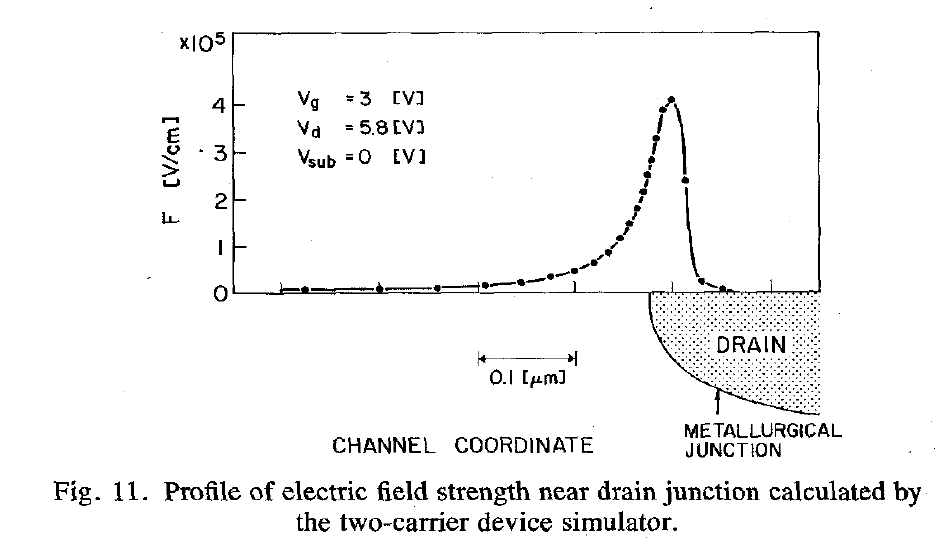 ×10⁵
4
3
2
1
0
F [V/cm]
Vg = 3 [V]
Vd = 5.8 [V]
Vsub = 0 [V]
0.1 [μm]
DRAIN
METALLURGICAL
JUNCTION
CHANNEL COORDINATE
Fig. 11. Profile of electric field strength near drain junction calculated by
the two-carrier device simulator.